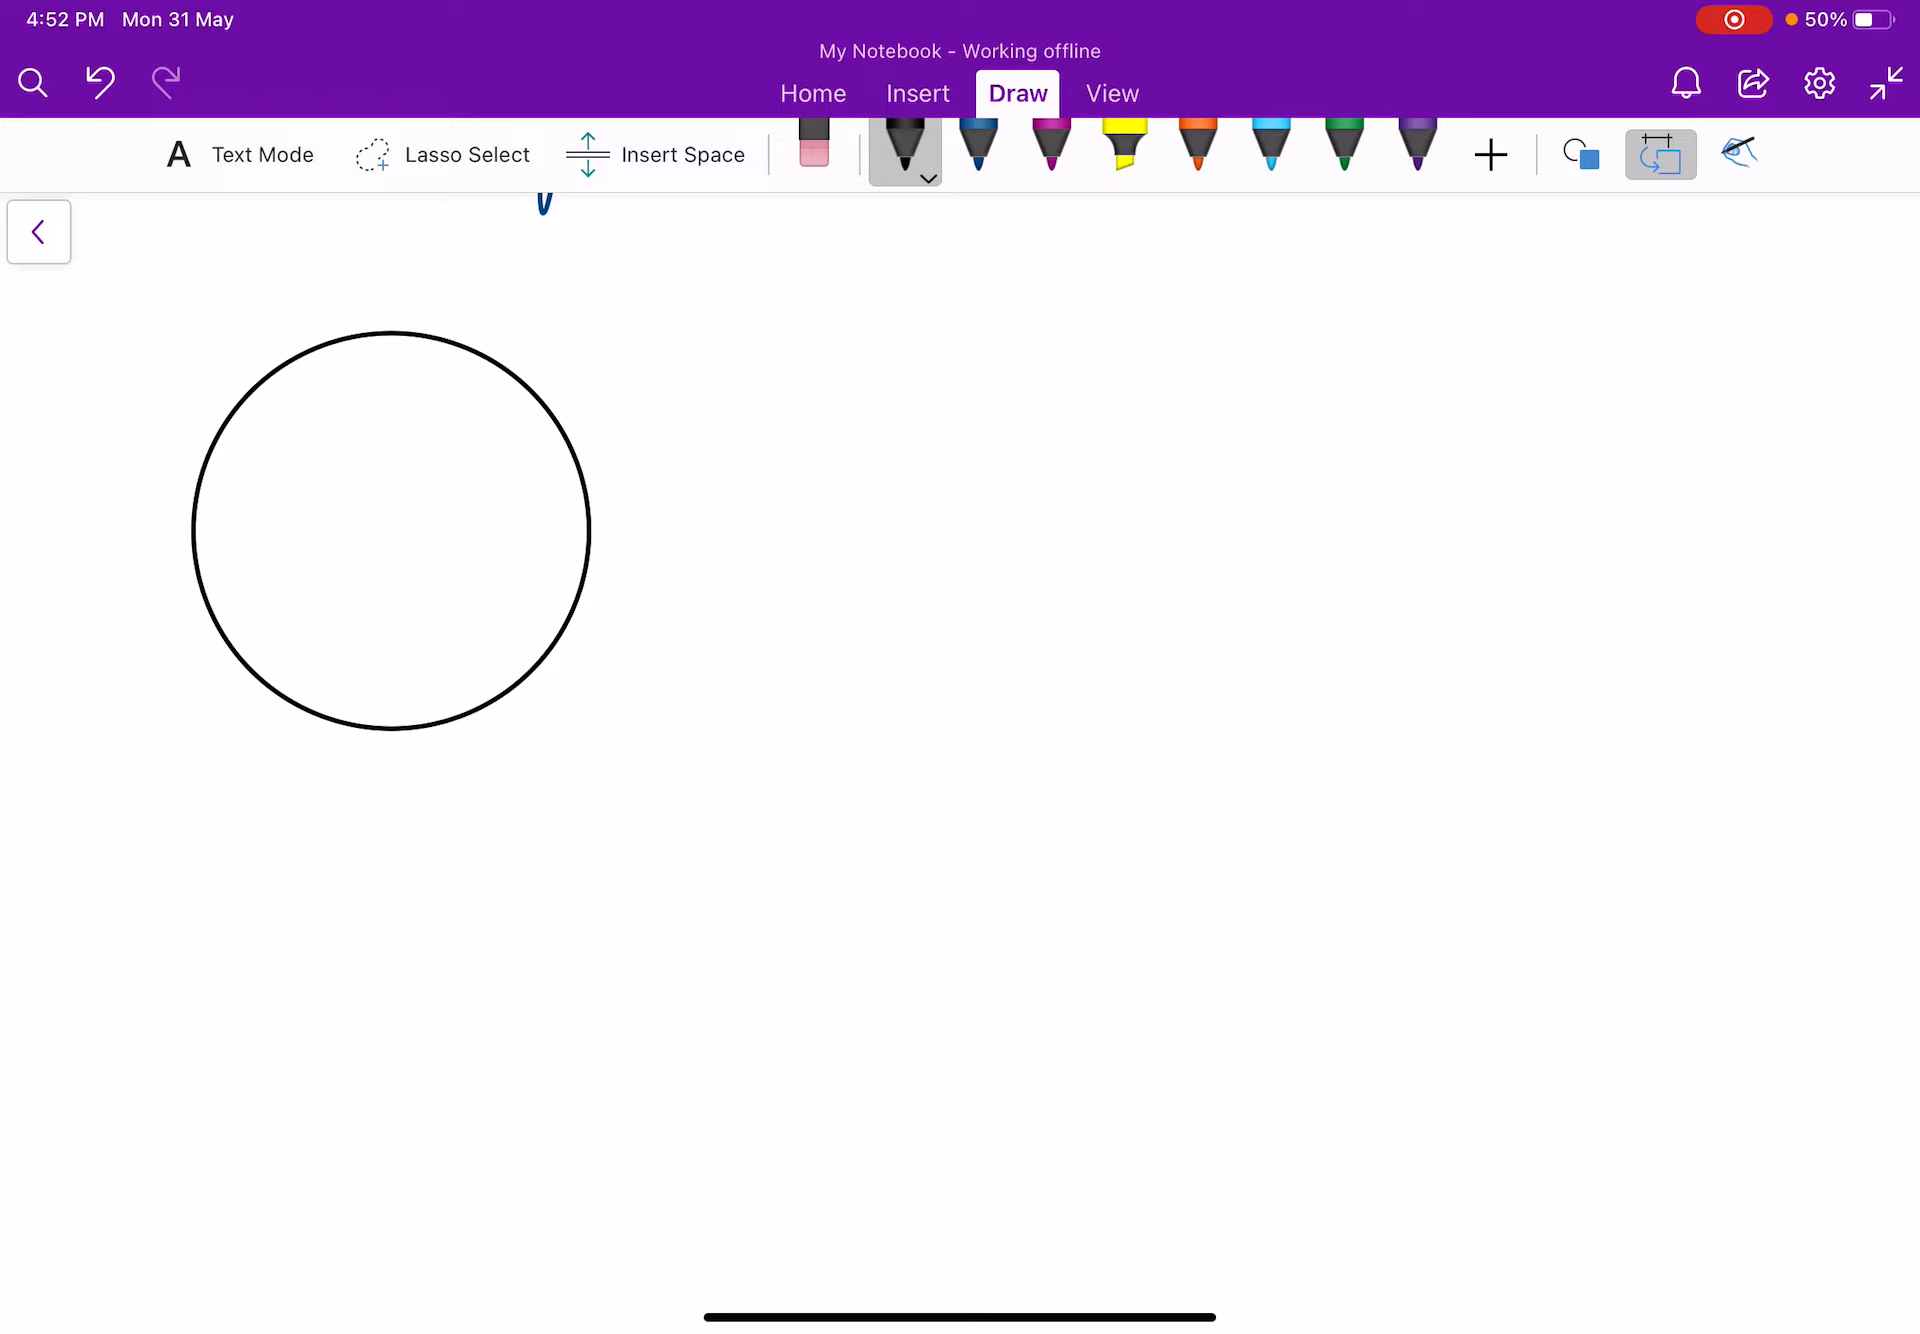 4:52 PM Mon 31 May
50%
My Notebook - Working offline
Home Insert Draw View
A Text Mode Lasso Select Insert Space